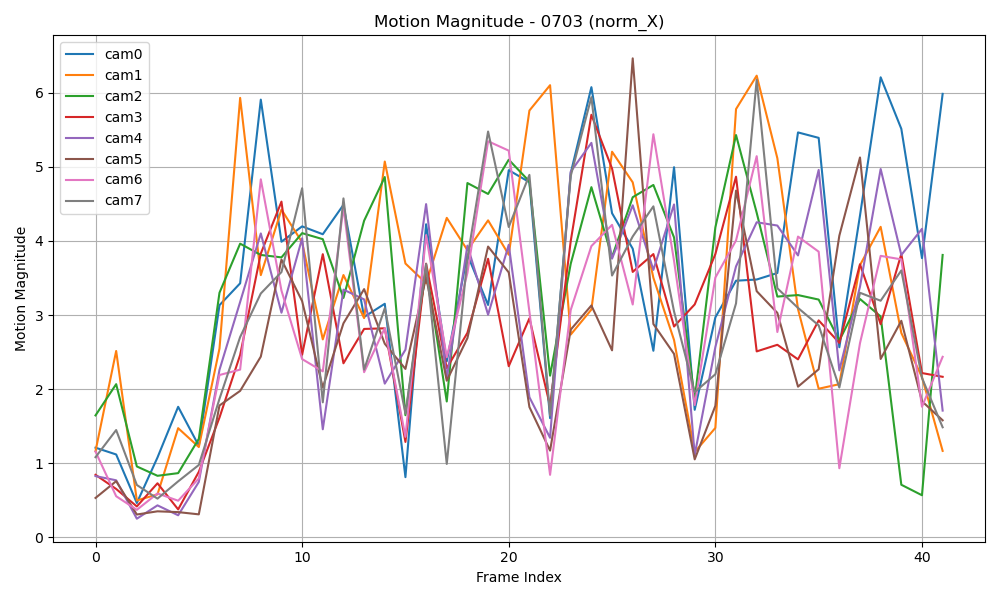 Motion Magnitude - 0703 (norm_X)
cam0
cam1
cam2
cam3
cam4
cam5
cam6
cam7
Motion Magnitude
6
5
4
3
2
1
0
0 10 20 30 40
Frame Index